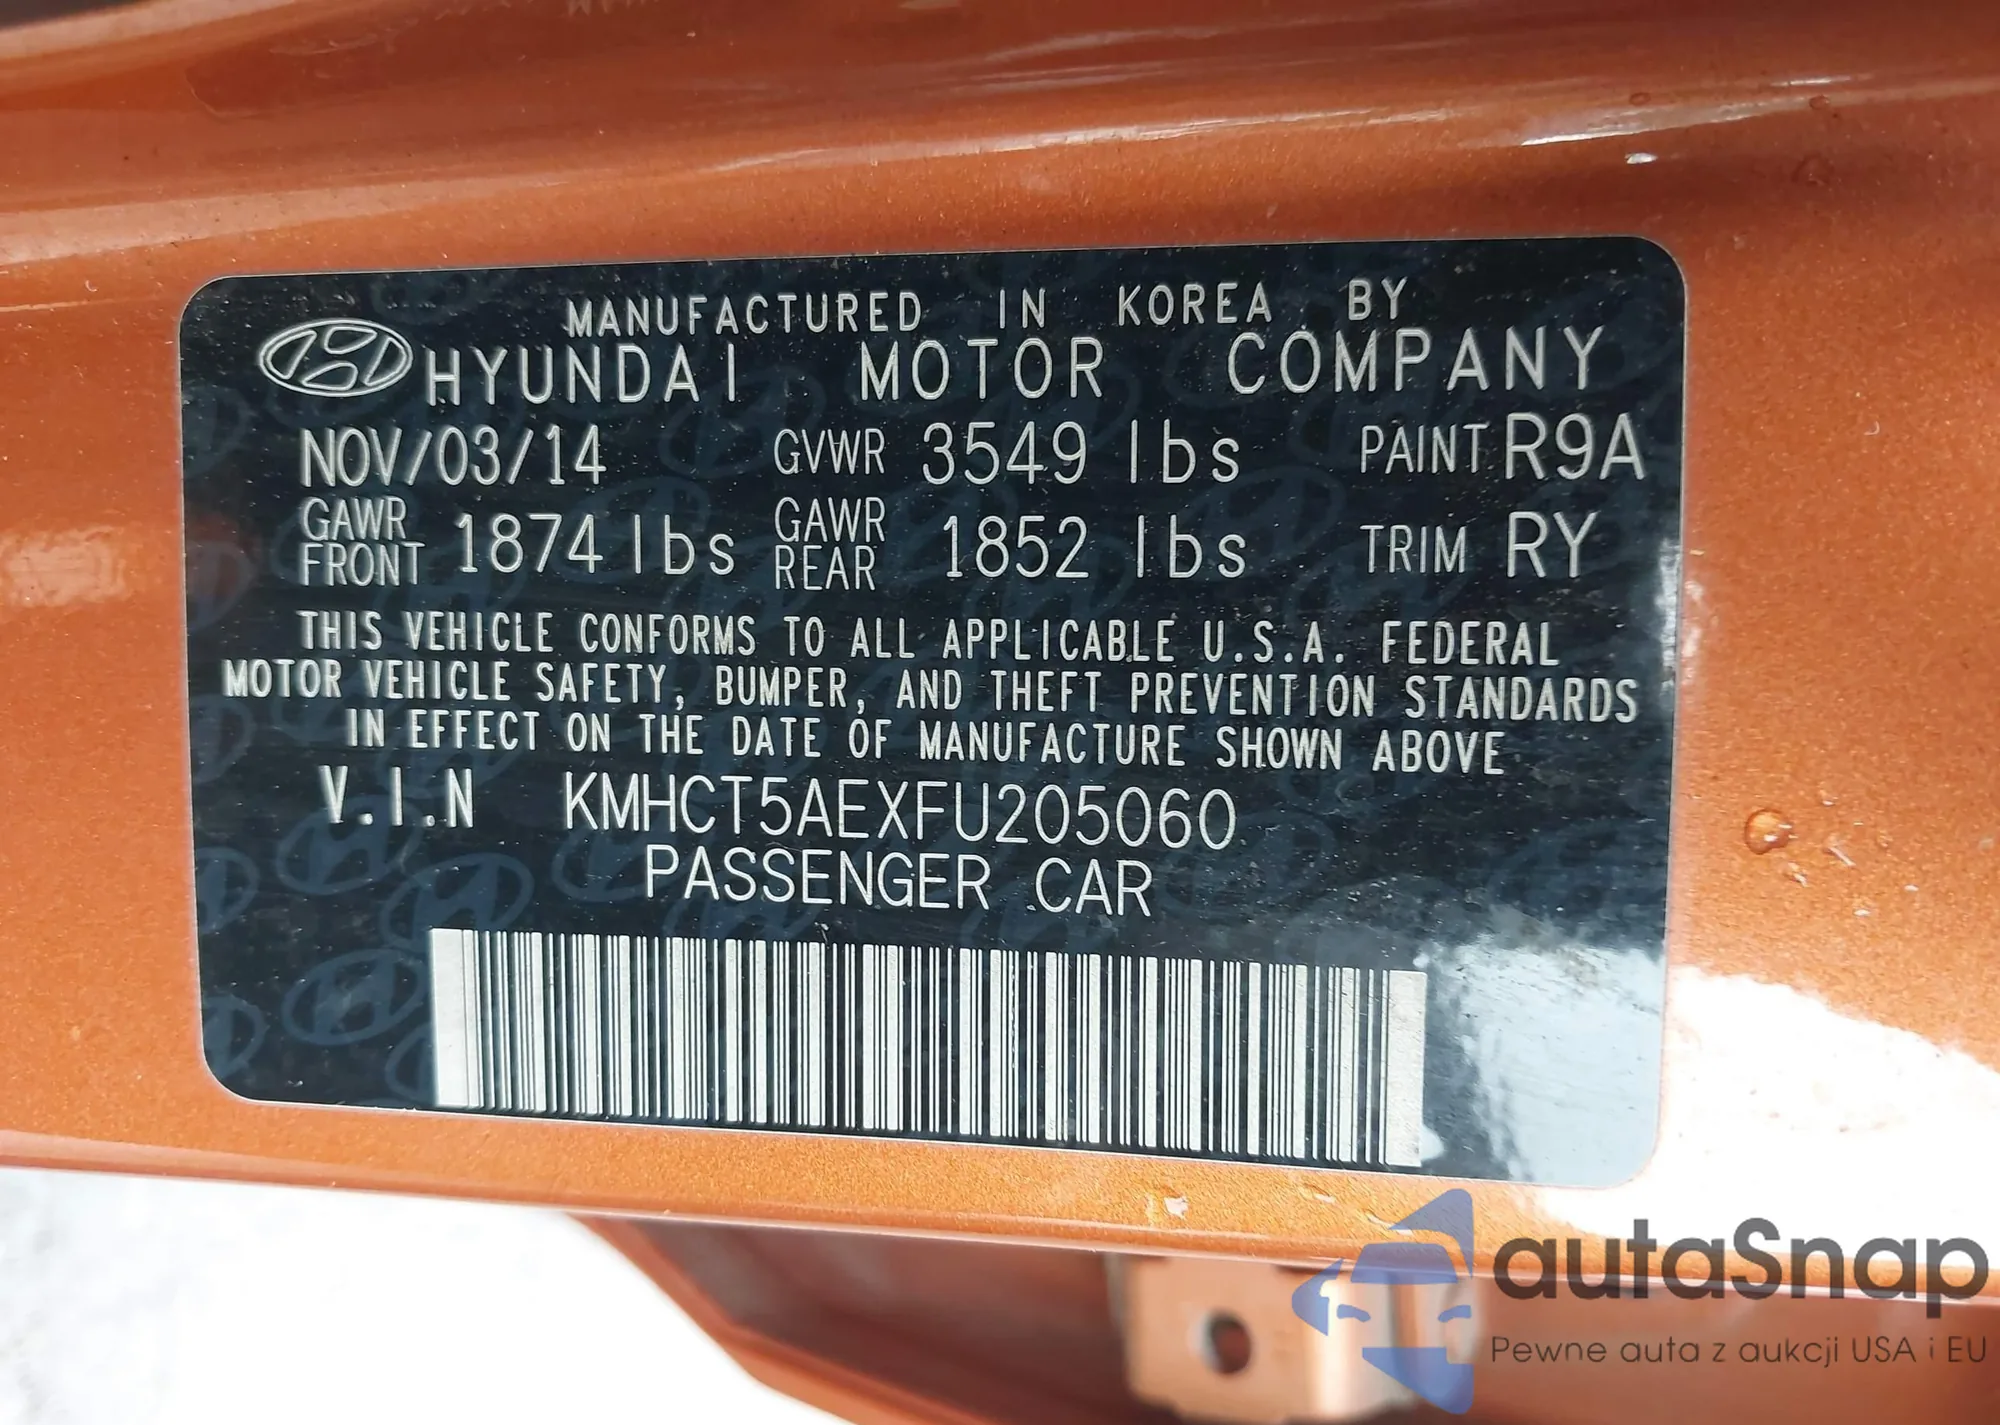 MANUFACTURED IN KOREA BY
HYUNDAI MOTOR COMPANY
NOV/03/14 GVWR 3549 lbs PAINT R9A
GAWR FRONT 1874 lbs GAWR REAR 1852 lbs TRIM RY
THIS VEHICLE CONFORMS TO ALL APPLICABLE U.S.A. FEDERAL
MOTOR VEHICLE SAFETY, BUMPER, AND THEFT PREVENTION STANDARDS
IN EFFECT ON THE DATE OF MANUFACTURE SHOWN ABOVE
V.I.N KMHCT5AEXFU205060
PASSENGER CAR
autaSnap
Pewne auta z aukcji USA i EU